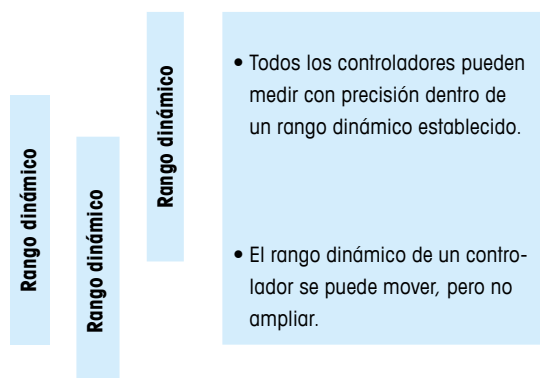 Rango dinámico
Rango dinámico
Rango dinámico
• Todos los controladores pueden
medir con precisión dentro de
un rango dinámico establecido.
• El rango dinámico de un contro-
lador se puede mover, pero no
ampliar.